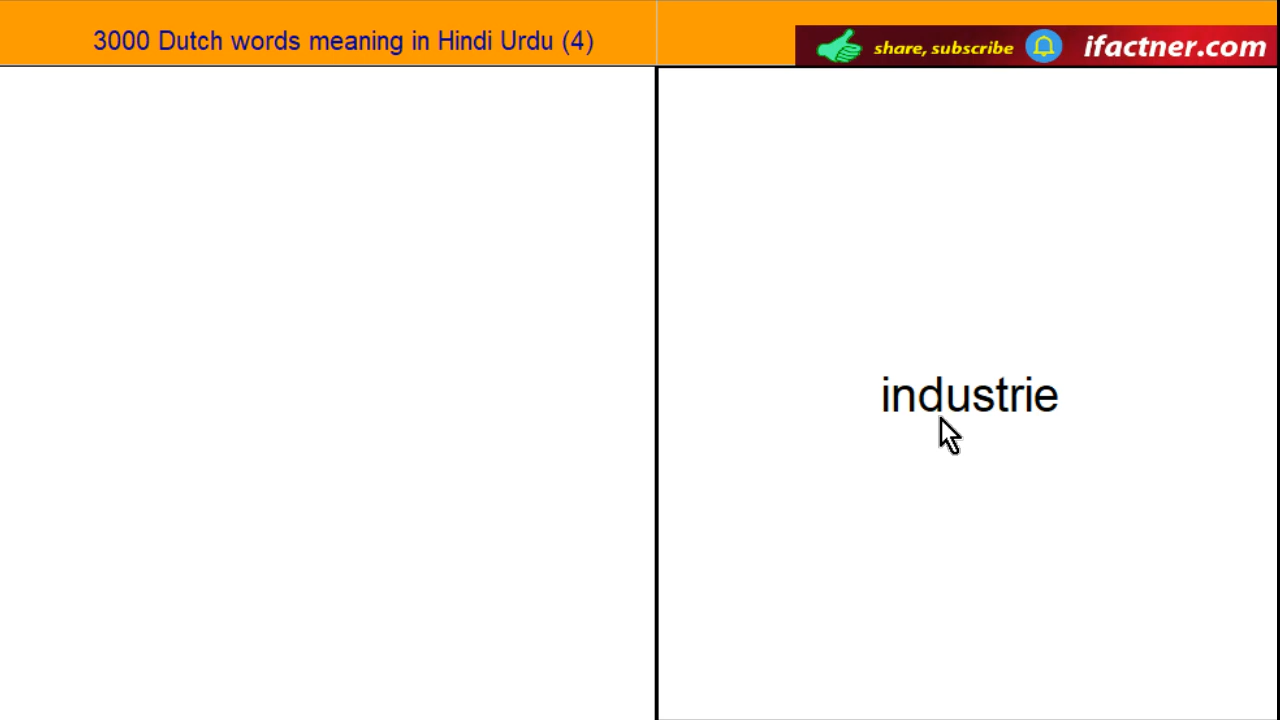 3000 Dutch words meaning in Hindi Urdu (4)
share, subscribe
ifactner.com
industrie